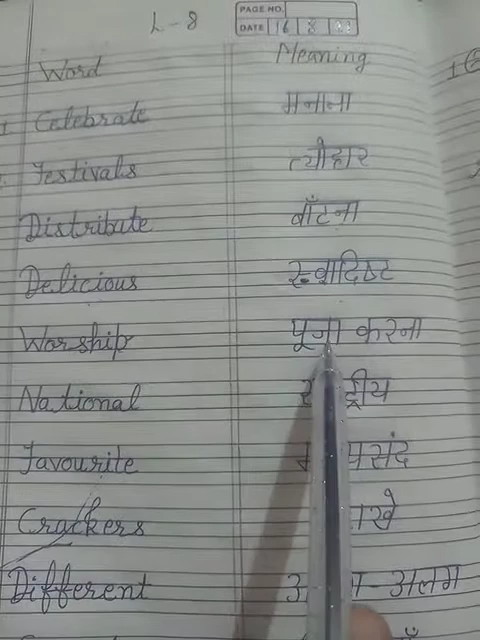 L-8
PAGE NO.
DATE 16 8
Word Meaning
Celebrate मनाना
Festivals त्यौहार
Distribute बाँटना
Delicious स्वादिष्ट
Worship पूजा करना
National
Favourite
Crackers
Different अलग